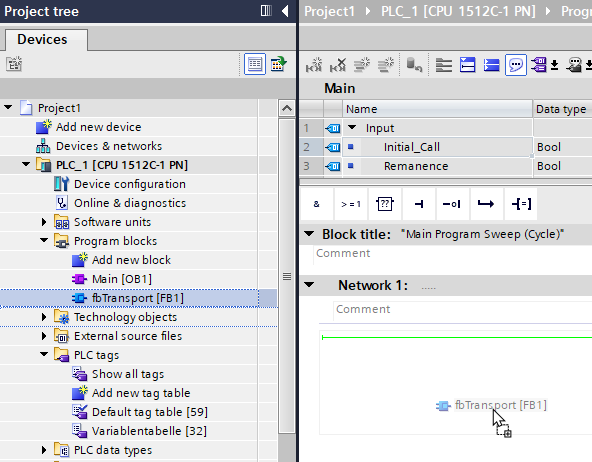 Project tree
Devices
Project1
Add new device
Devices & networks
PLC_1 [CPU 1512C-1 PN]
Device configuration
Online & diagnostics
Software units
Program blocks
Add new block
Main [OB1]
fbTransport [FB1]
Technology objects
External source files
PLC tags
Show all tags
Add new tag table
Default tag table [59]
Variablentabelle [32]
PLC data types
Project1 PLC_1 [CPU 1512C-1 PN] Progr
Main
Name Data type
1 Input
2 Initial_Call Bool
3 Remanence Bool
& >=1 ??
Block title: "Main Program Sweep (Cycle)"
Comment
Network 1: .....
Comment
fbTransport [FB1]